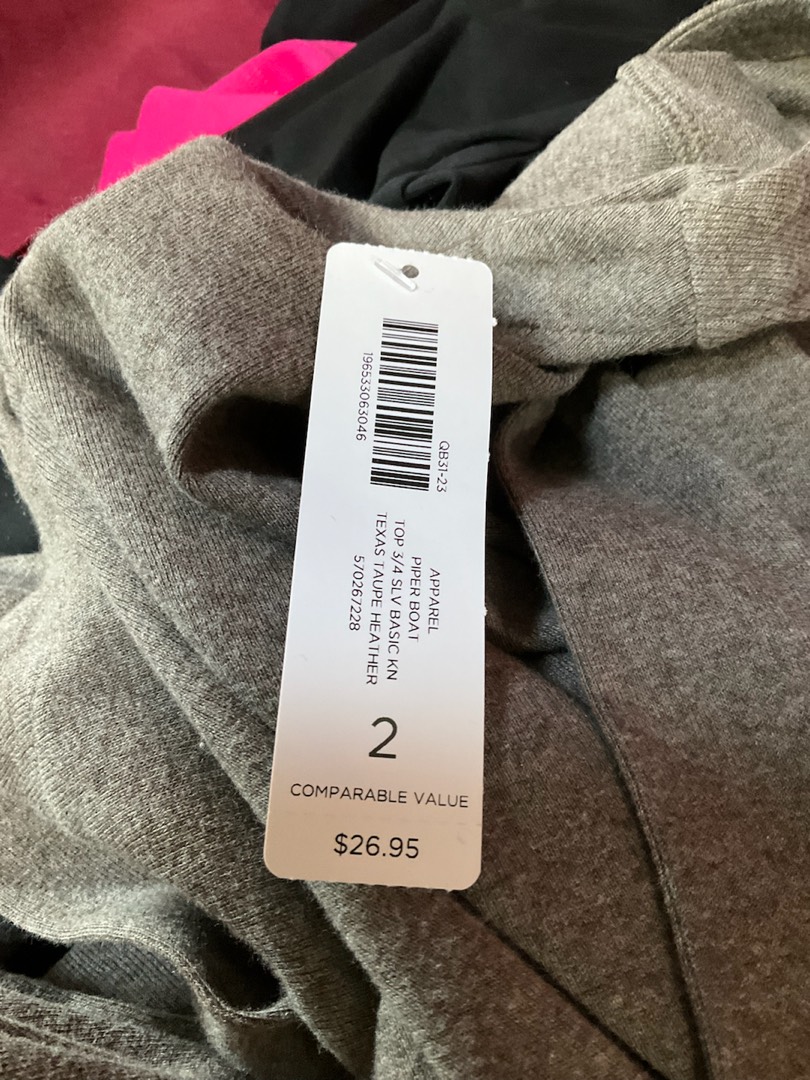 QB31-23
196533063046
APPAREL
PIPER BOAT
TOP 3/4 SLV BASIC KN
TEXAS TAUPE HEATHER
570267228
2
COMPARABLE VALUE
$26.95